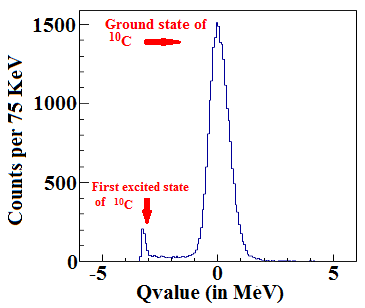 1500
Ground state of
10C
1000
Counts per 75 KeV
500
First excited state
of 10C
0
-5 0 5
Qvalue (in MeV)